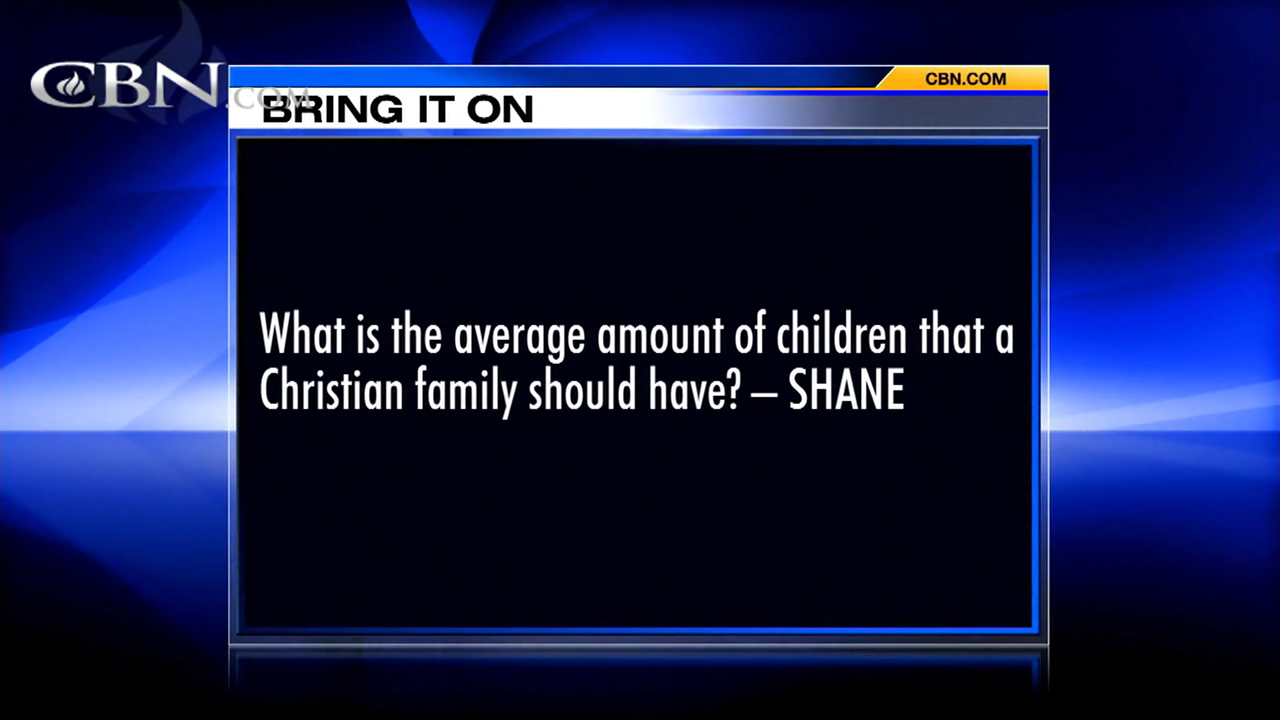 CBN.COM
CBN.COM
BRING IT ON
What is the average amount of children that a
Christian family should have? – SHANE